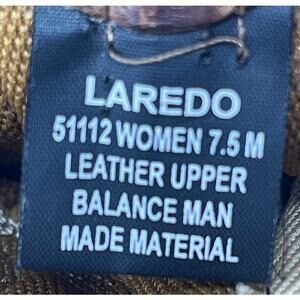 LAREDO
51112 WOMEN 7.5 M
LEATHER UPPER
BALANCE MAN
MADE MATERIAL